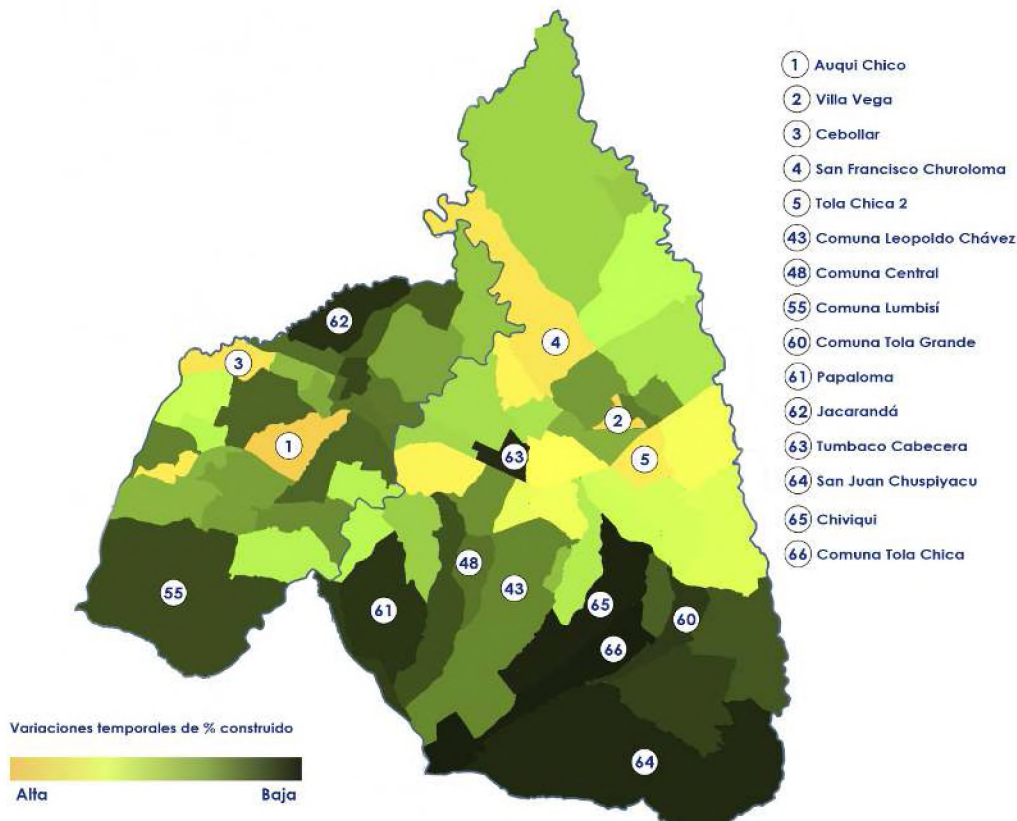 1 Auqui Chico
2 Villa Vega
3 Cebollar
4 San Francisco Churoloma
5 Tola Chica 2
43 Comuna Leopoldo Chávez
48 Comuna Central
55 Comuna Lumbisí
60 Comuna Tola Grande
61 Papaloma
62 Jacarandá
63 Tumbaco Cabecera
64 San Juan Chuspiyacu
65 Chiviqui
66 Comuna Tola Chica
62
3
4
2
1
63
5
48
55
43
61
65
60
66
64
Variaciones temporales de % construido
Alta Baja